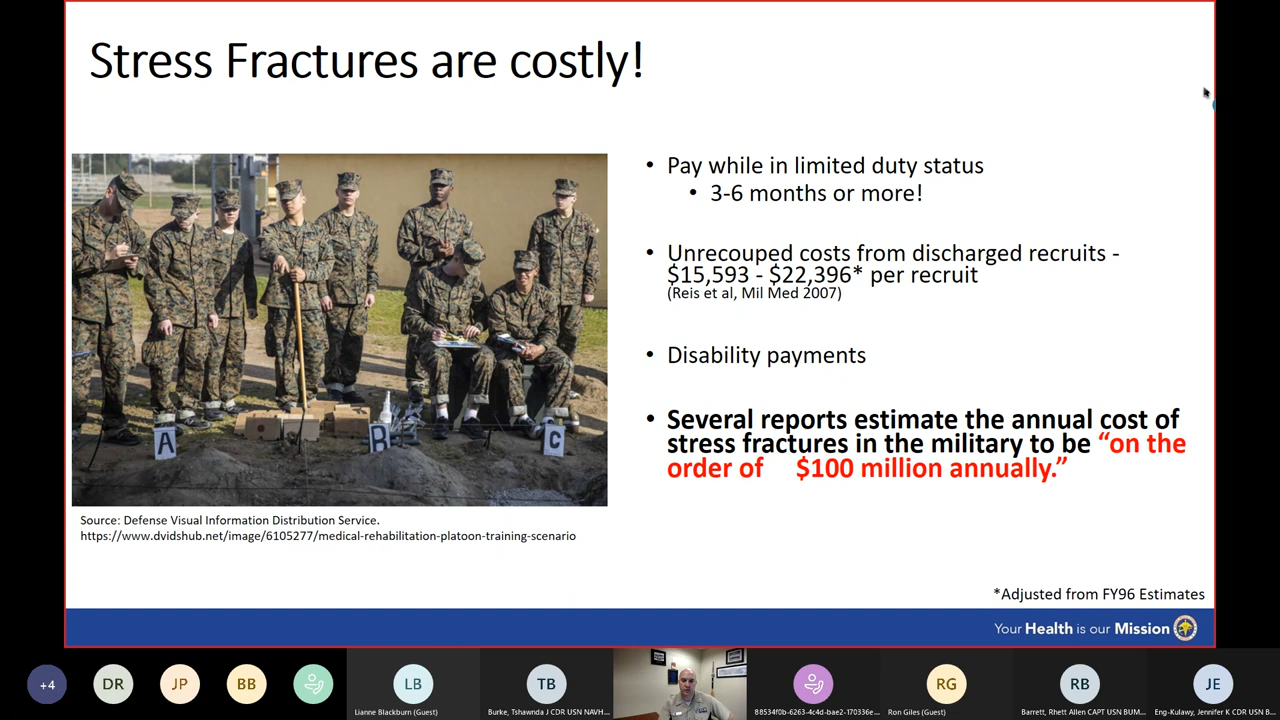 Stress Fractures are costly!
• Pay while in limited duty status
• 3-6 months or more!
• Unrecouped costs from discharged recruits -
$15,593 - $22,396* per recruit
(Reis et al, Mil Med 2007)
• Disability payments
• Several reports estimate the annual cost of
stress fractures in the military to be “on the
order of $100 million annually.”
A
B
C
Source: Defense Visual Information Distribution Service.
https://www.dvidshub.net/image/6105277/medical-rehabilitation-platoon-training-scenario
*Adjusted from FY96 Estimates
Your Health is our Mission
+4
DR
JP
BB
LB
Lianne Blackburn (Guest)
TB
Burke, Tshawnda J CDR USN NAVH...
88534f0b-6263-4c4d-bae2-170336e...
RG
Ron Giles (Guest)
RB
Barrett, Rhett Allen CAPT USN BUM...
JE
Eng-Kulawy, Jennifer K CDR USN B...